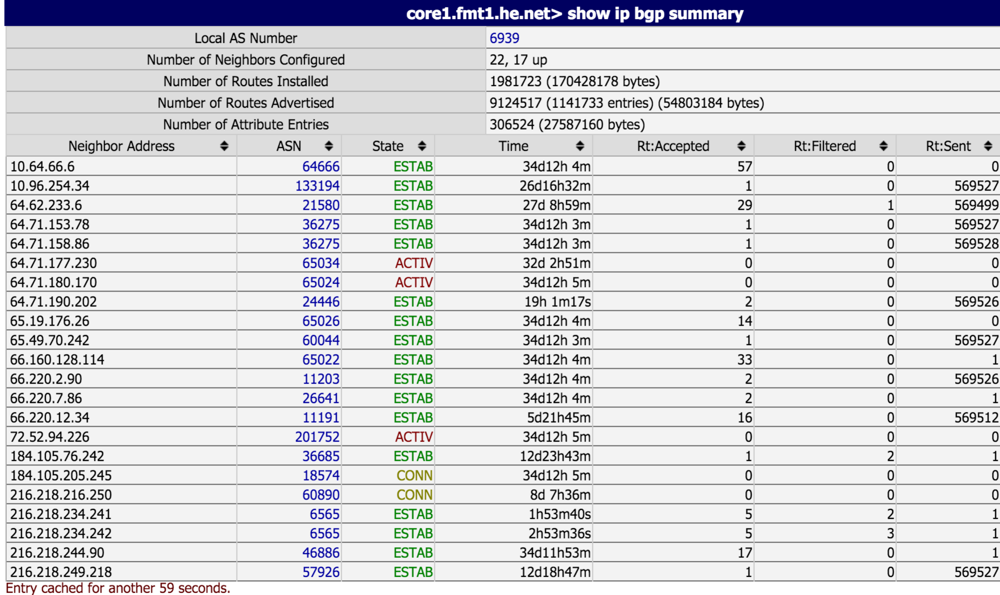 core1.fmt1.he.net> show ip bgp summary
Local AS Number 6939
Number of Neighbors Configured 22, 17 up
Number of Routes Installed 1981723 (170428178 bytes)
Number of Routes Advertised 9124517 (1141733 entries) (54803184 bytes)
Number of Attribute Entries 306524 (27587160 bytes)
Neighbor Address ASN State Time Rt:Accepted Rt:Filtered Rt:Sent
10.64.66.6 64666 ESTAB 34d12h 4m 57 0 0
10.96.254.34 133194 ESTAB 26d16h32m 1 0 569527
64.62.233.6 21580 ESTAB 27d 8h59m 29 1 569499
64.71.153.78 36275 ESTAB 34d12h 3m 1 0 569527
64.71.158.86 36275 ESTAB 34d12h 3m 1 0 569528
64.71.177.230 65034 ACTIV 32d 2h51m 0 0 0
64.71.180.170 65024 ACTIV 34d12h 5m 0 0 0
64.71.190.202 24446 ESTAB 19h 1m17s 2 0 569526
65.19.176.26 65026 ESTAB 34d12h 4m 14 0 0
65.49.70.242 60044 ESTAB 34d12h 3m 1 0 569527
66.160.128.114 65022 ESTAB 34d12h 4m 33 0 1
66.220.2.90 11203 ESTAB 34d12h 4m 2 0 569526
66.220.7.86 26641 ESTAB 34d12h 4m 2 0 1
66.220.12.34 11191 ESTAB 5d21h45m 16 0 569512
72.52.94.226 201752 ACTIV 34d12h 5m 0 0 0
184.105.76.242 36685 ESTAB 12d23h43m 1 2 1
184.105.205.245 18574 CONN 34d12h 5m 0 0 0
216.218.216.250 60890 CONN 8d 7h36m 0 0 0
216.218.234.241 6565 ESTAB 1h53m40s 5 2 1
216.218.234.242 6565 ESTAB 2h53m36s 5 3 1
216.218.244.90 46886 ESTAB 34d11h53m 17 0 1
216.218.249.218 57926 ESTAB 12d18h47m 1 0 569527
Entry cached for another 59 seconds.